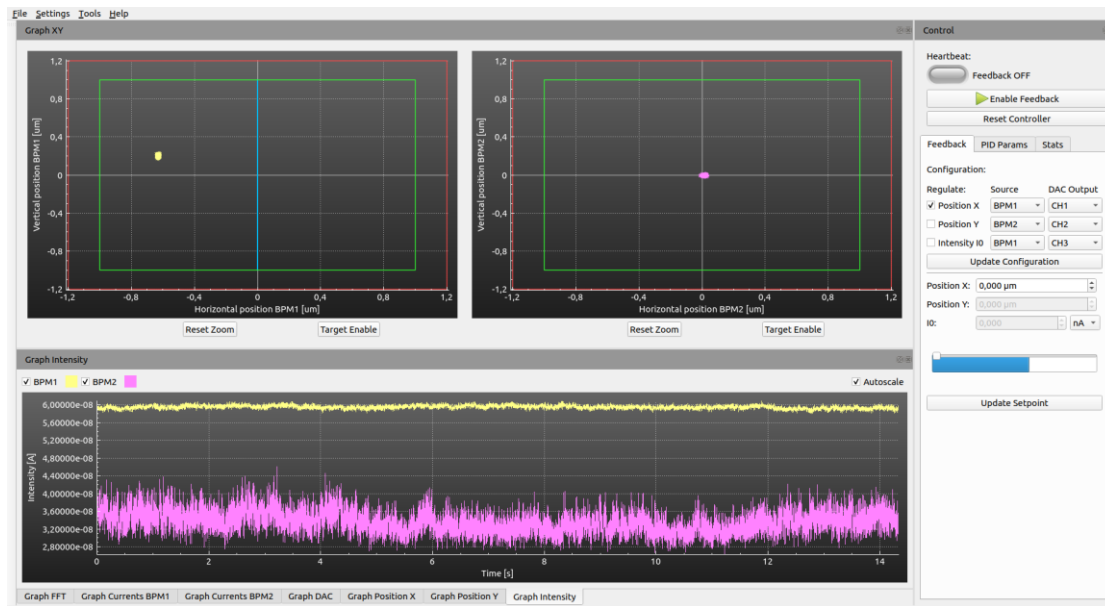 File Settings Tools Help
Graph XY
1,2
0,8
0,4
0
-0,4
-0,8
-1,2
Vertical position BPM1 [um]
-1,2 -0,8 -0,4 0 0,4 0,8 1,2
Horizontal position BPM1 [um]
Reset Zoom Target Enable
1,2
0,8
0,4
0
-0,4
-0,8
-1,2
Vertical position BPM2 [um]
-1,2 -0,8 -0,4 0 0,4 0,8 1,2
Horizontal position BPM2 [um]
Reset Zoom Target Enable
Graph Intensity
BPM1 BPM2 Autoscale
6,00000e-08
5,60000e-08
5,20000e-08
4,80000e-08
4,40000e-08
4,00000e-08
3,60000e-08
3,20000e-08
2,80000e-08
Intensity [A]
0 2 4 6 8 10 12 14
Time [s]
Graph FFT Graph Currents BPM1 Graph Currents BPM2 Graph DAC Graph Position X Graph Position Y Graph Intensity
Control
Heartbeat:
Feedback OFF
Enable Feedback
Reset Controller
Feedback PID Params Stats
Configuration:
Regulate: Source DAC Output
Position X BPM1 CH1
Position Y BPM2 CH2
Intensity I0 BPM1 CH3
Update Configuration
Position X: 0,000 µm
Position Y: 0,000 µm
I0: 0,000 nA
Update Setpoint